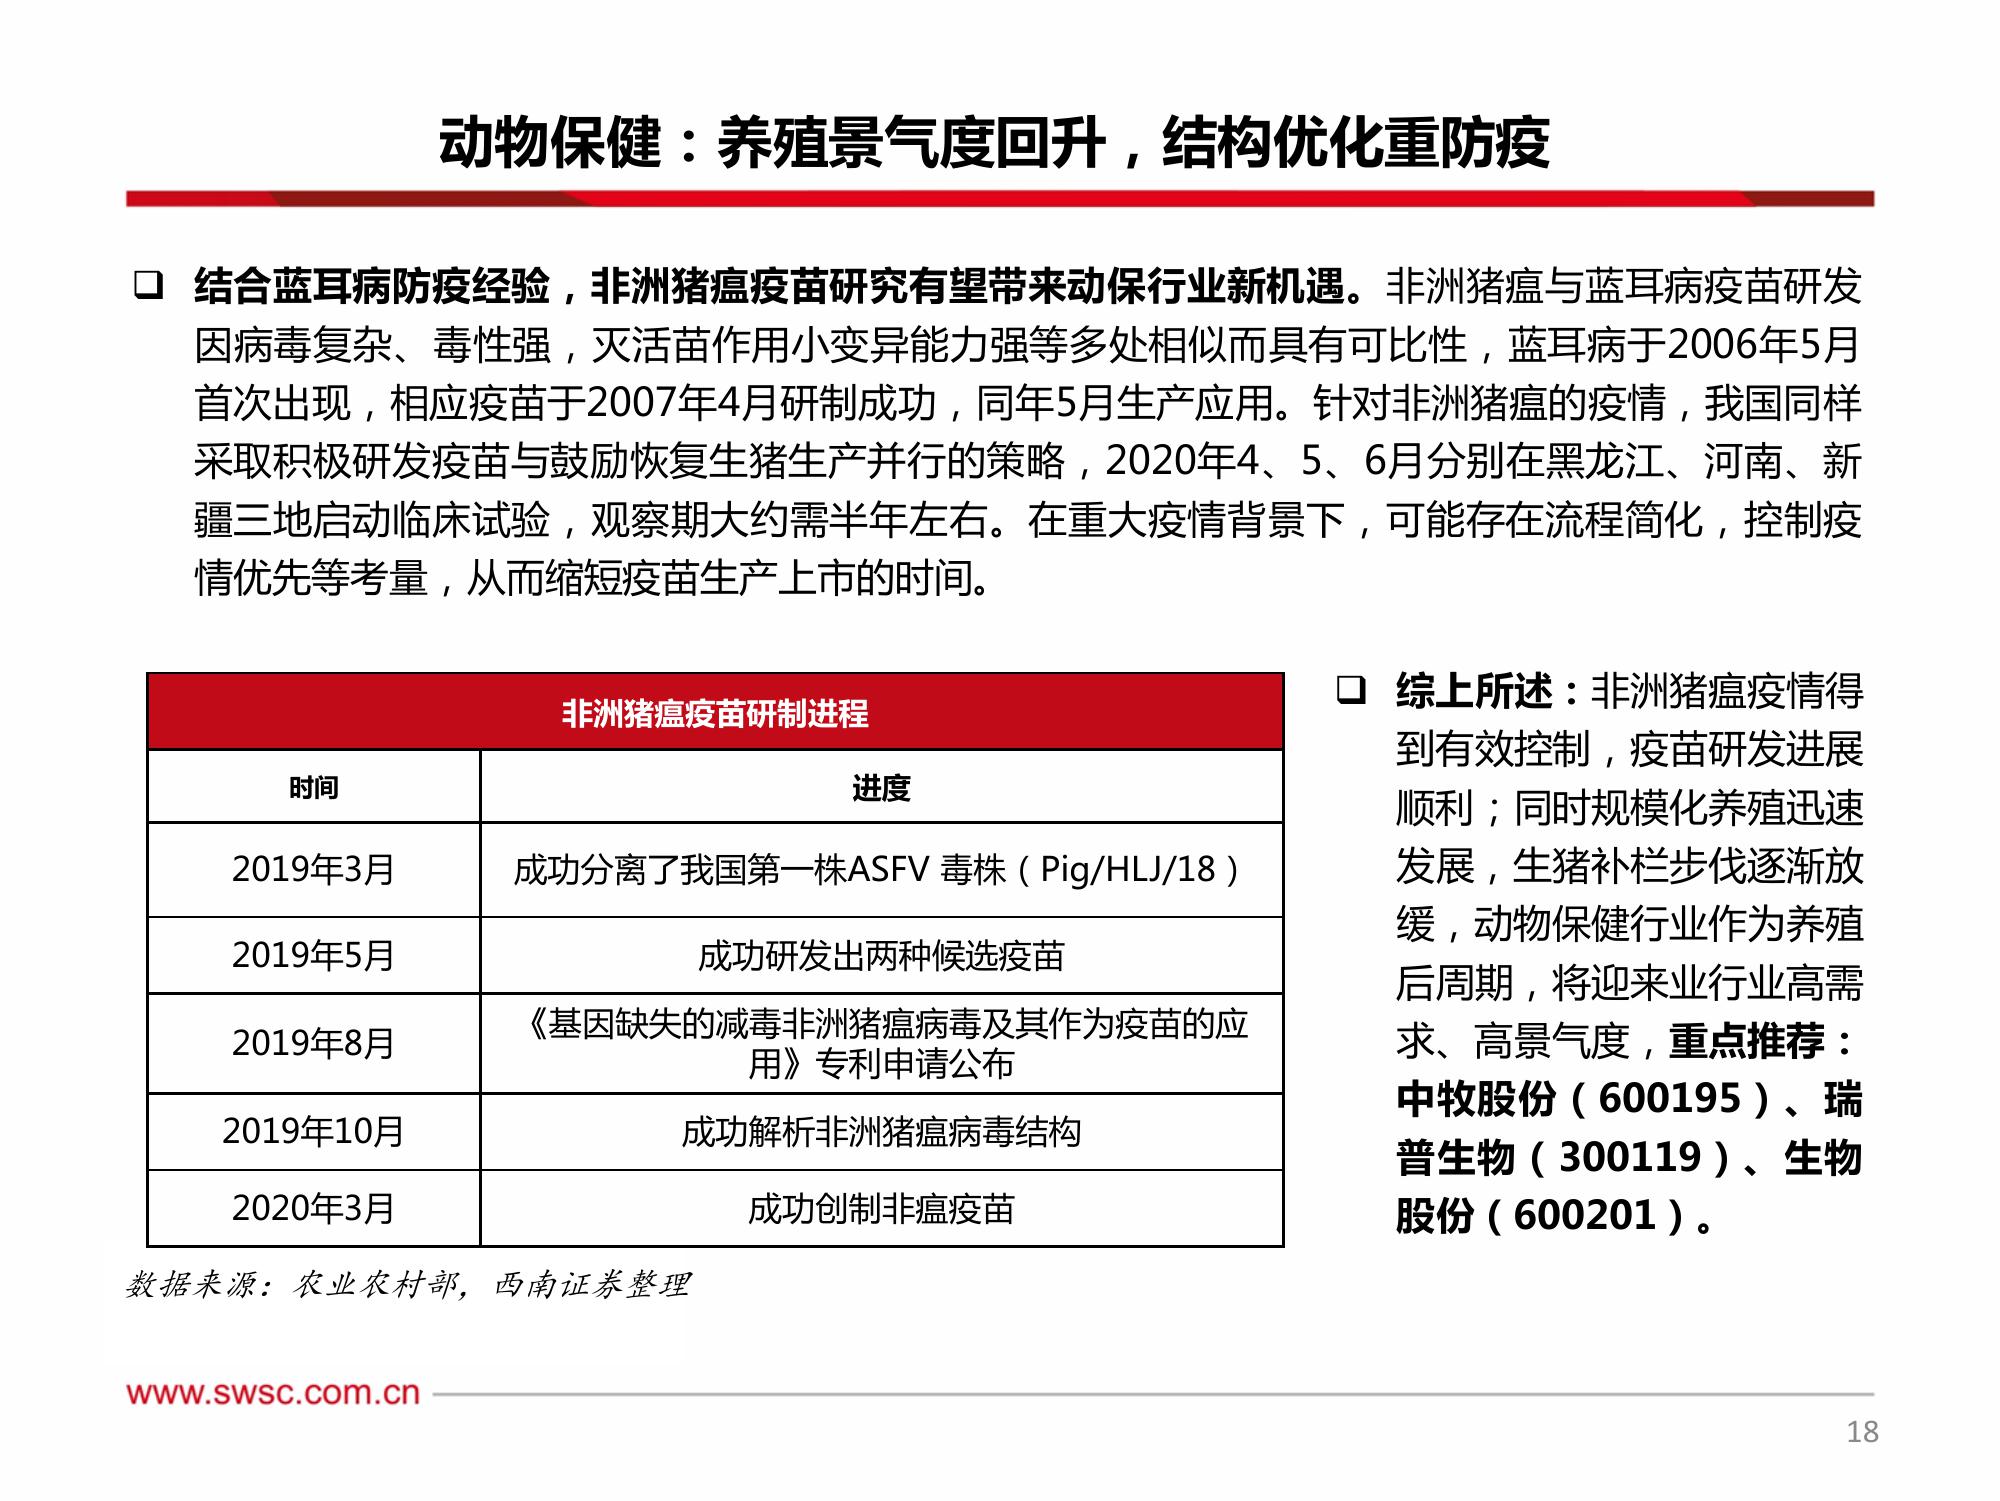 动物保健：养殖景气度回升，结构优化重防疫
❑ 结合蓝耳病防疫经验，非洲猪瘟疫苗研究有望带来动保行业新机遇。非洲猪瘟与蓝耳病疫苗研发
因病毒复杂、毒性强，灭活苗作用小变异能力强等多处相似而具有可比性，蓝耳病于2006年5月
首次出现，相应疫苗于2007年4月研制成功，同年5月生产应用。针对非洲猪瘟的疫情，我国同样
采取积极研发疫苗与鼓励恢复生猪生产并行的策略，2020年4、5、6月分别在黑龙江、河南、新
疆三地启动临床试验，观察期大约需半年左右。在重大疫情背景下，可能存在流程简化，控制疫
情优先等考量，从而缩短疫苗生产上市的时间。
非洲猪瘟疫苗研制进程
时间 进度
2019年3月 成功分离了我国第一株ASFV 毒株（Pig/HLJ/18）
2019年5月 成功研发出两种候选疫苗
2019年8月 《基因缺失的减毒非洲猪瘟病毒及其作为疫苗的应
用》专利申请公布
2019年10月 成功解析非洲猪瘟病毒结构
2020年3月 成功创制非瘟疫苗
数据来源：农业农村部，西南证券整理
❑ 综上所述：非洲猪瘟疫情得
到有效控制，疫苗研发进展
顺利；同时规模化养殖迅速
发展，生猪补栏步伐逐渐放
缓，动物保健行业作为养殖
后周期，将迎来业行业高需
求、高景气度，重点推荐：
中牧股份（600195）、瑞
普生物（300119）、生物
股份（600201）。
www.swsc.com.cn
18